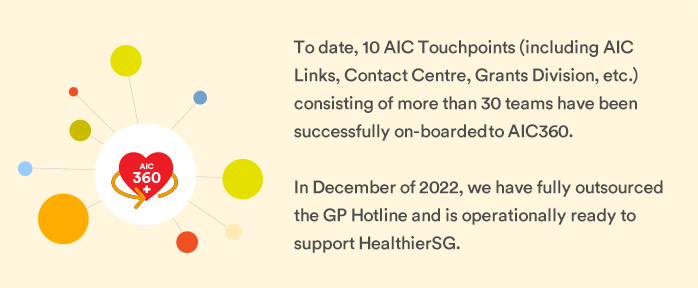 AIC
360
To date, 10 AIC Touchpoints (including AIC
Links, Contact Centre, Grants Division, etc.)
consisting of more than 30 teams have been
successfully on-boarded to AIC360.
In December of 2022, we have fully outsourced
the GP Hotline and is operationally ready to
support HealthierSG.